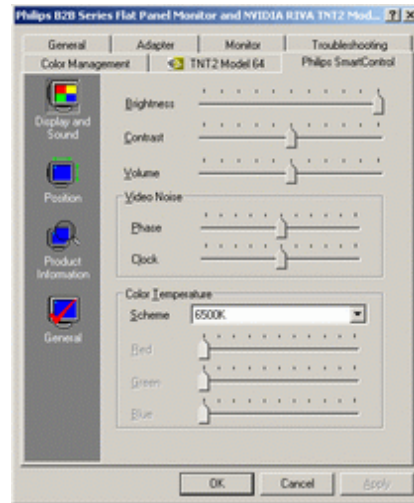 Philips B2B Series Flat Panel Monitor and NVIDIA RIVA TNT2 Mod...
General Adapter Monitor Troubleshooting
Color Management TNT2 Model 64 Philips SmartControl
Display and
Sound
Position
Product
Information
General
Brightness
Contrast
Volume
Video Noise
Phase
Clock
Color Temperature
Scheme 6500K
Red
Green
Blue
OK Cancel Apply